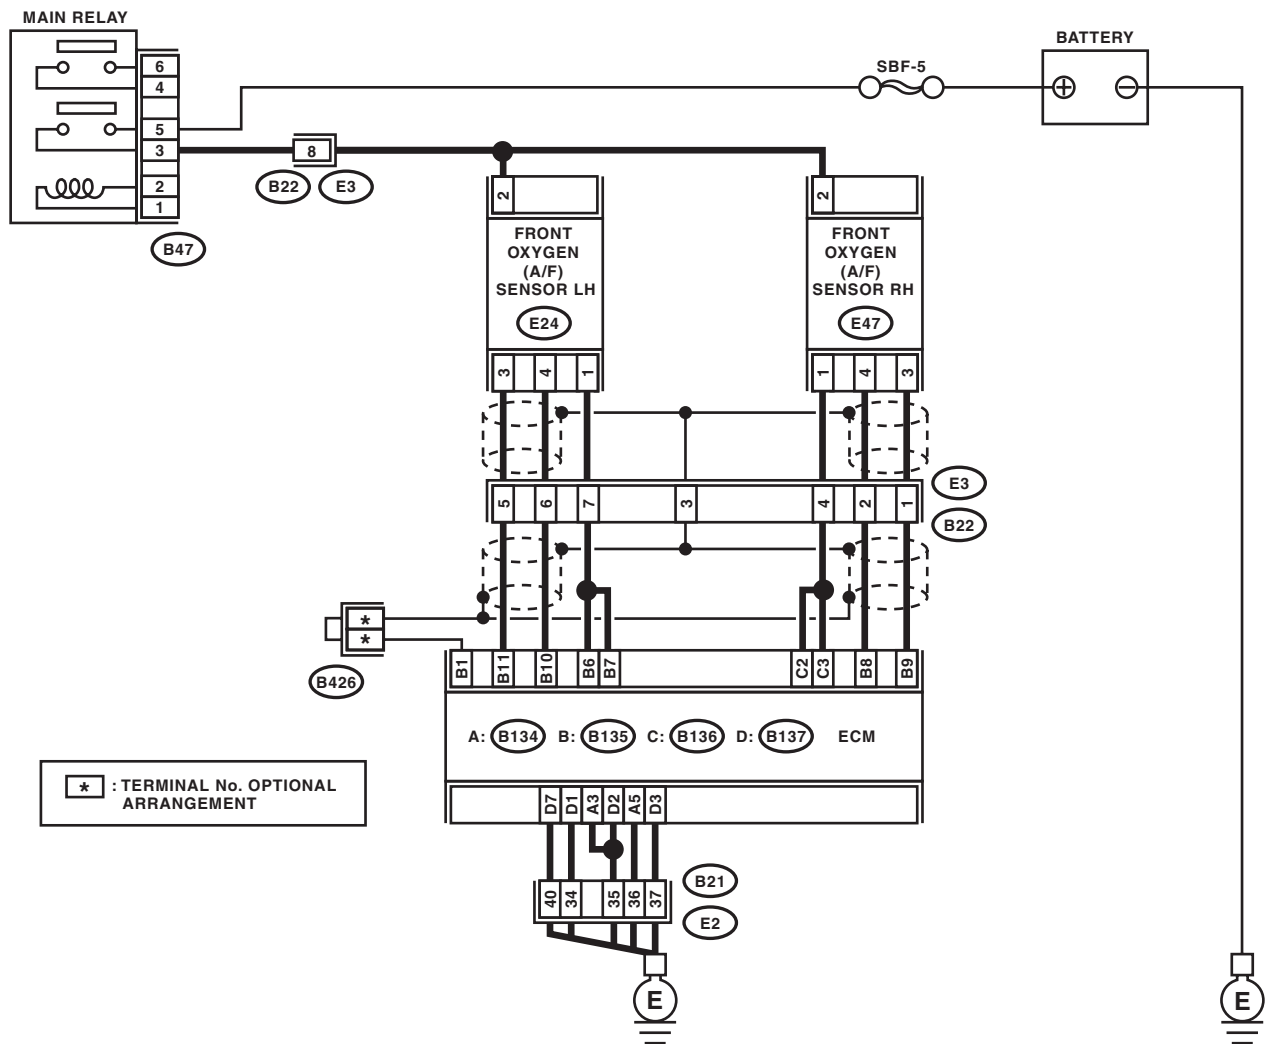 MAIN RELAY
BATTERY
SBF-5
6
4
5
3
2
1
8
B22 E3
B47
2
2
FRONT
OXYGEN
(A/F)
SENSOR LH
E24
FRONT
OXYGEN
(A/F)
SENSOR RH
E47
3 4 1
1 4 3
E3
5 6 7 3 4 2 1
B22
*
*
B426
B1 B11 B10 B6 B7 C2 C3 B8 B9
A: B134 B: B135 C: B136 D: B137 ECM
* : TERMINAL No. OPTIONAL
ARRANGEMENT
D7 D1 A3 D2 A5 D3
B21
40 34 35 36 37
E2
E
E